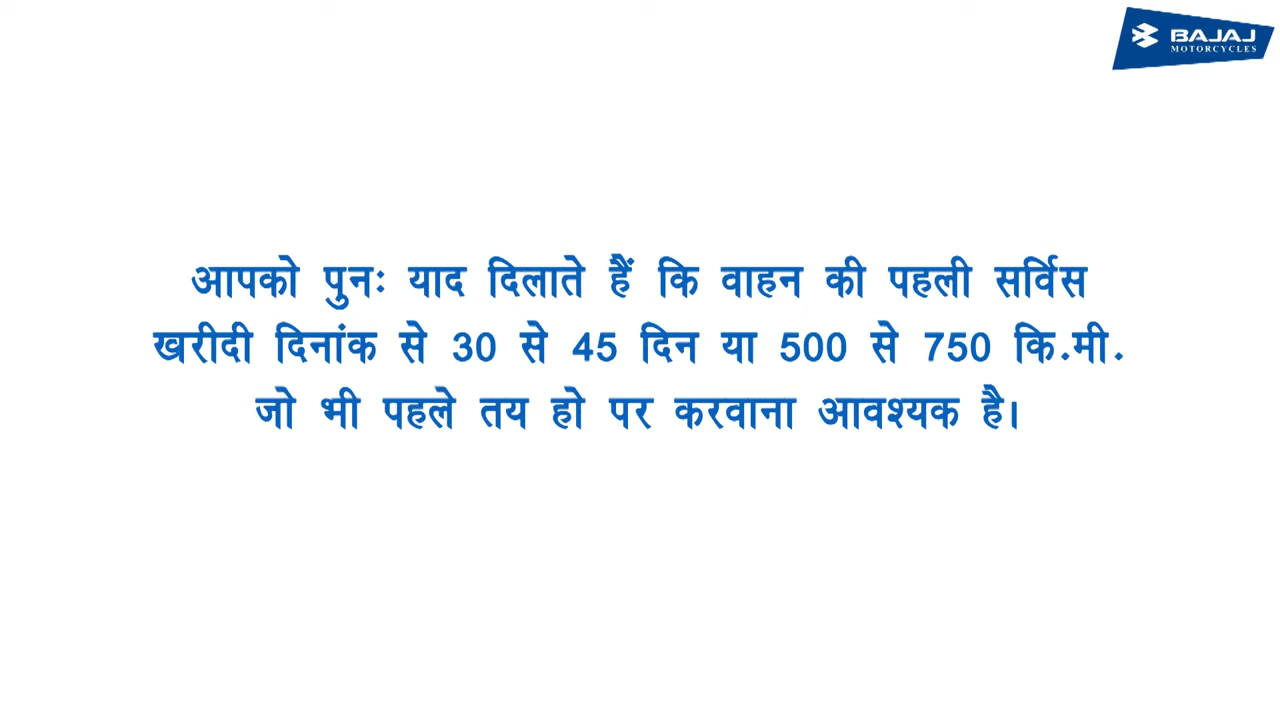 BAJAJ
MOTORCYCLES
आपको पुनः याद दिलाते हैं कि वाहन की पहली सर्विस
खरीदी दिनांक से 30 से 45 दिन या 500 से 750 कि.मी.
जो भी पहले तय हो पर करवाना आवश्यक है।